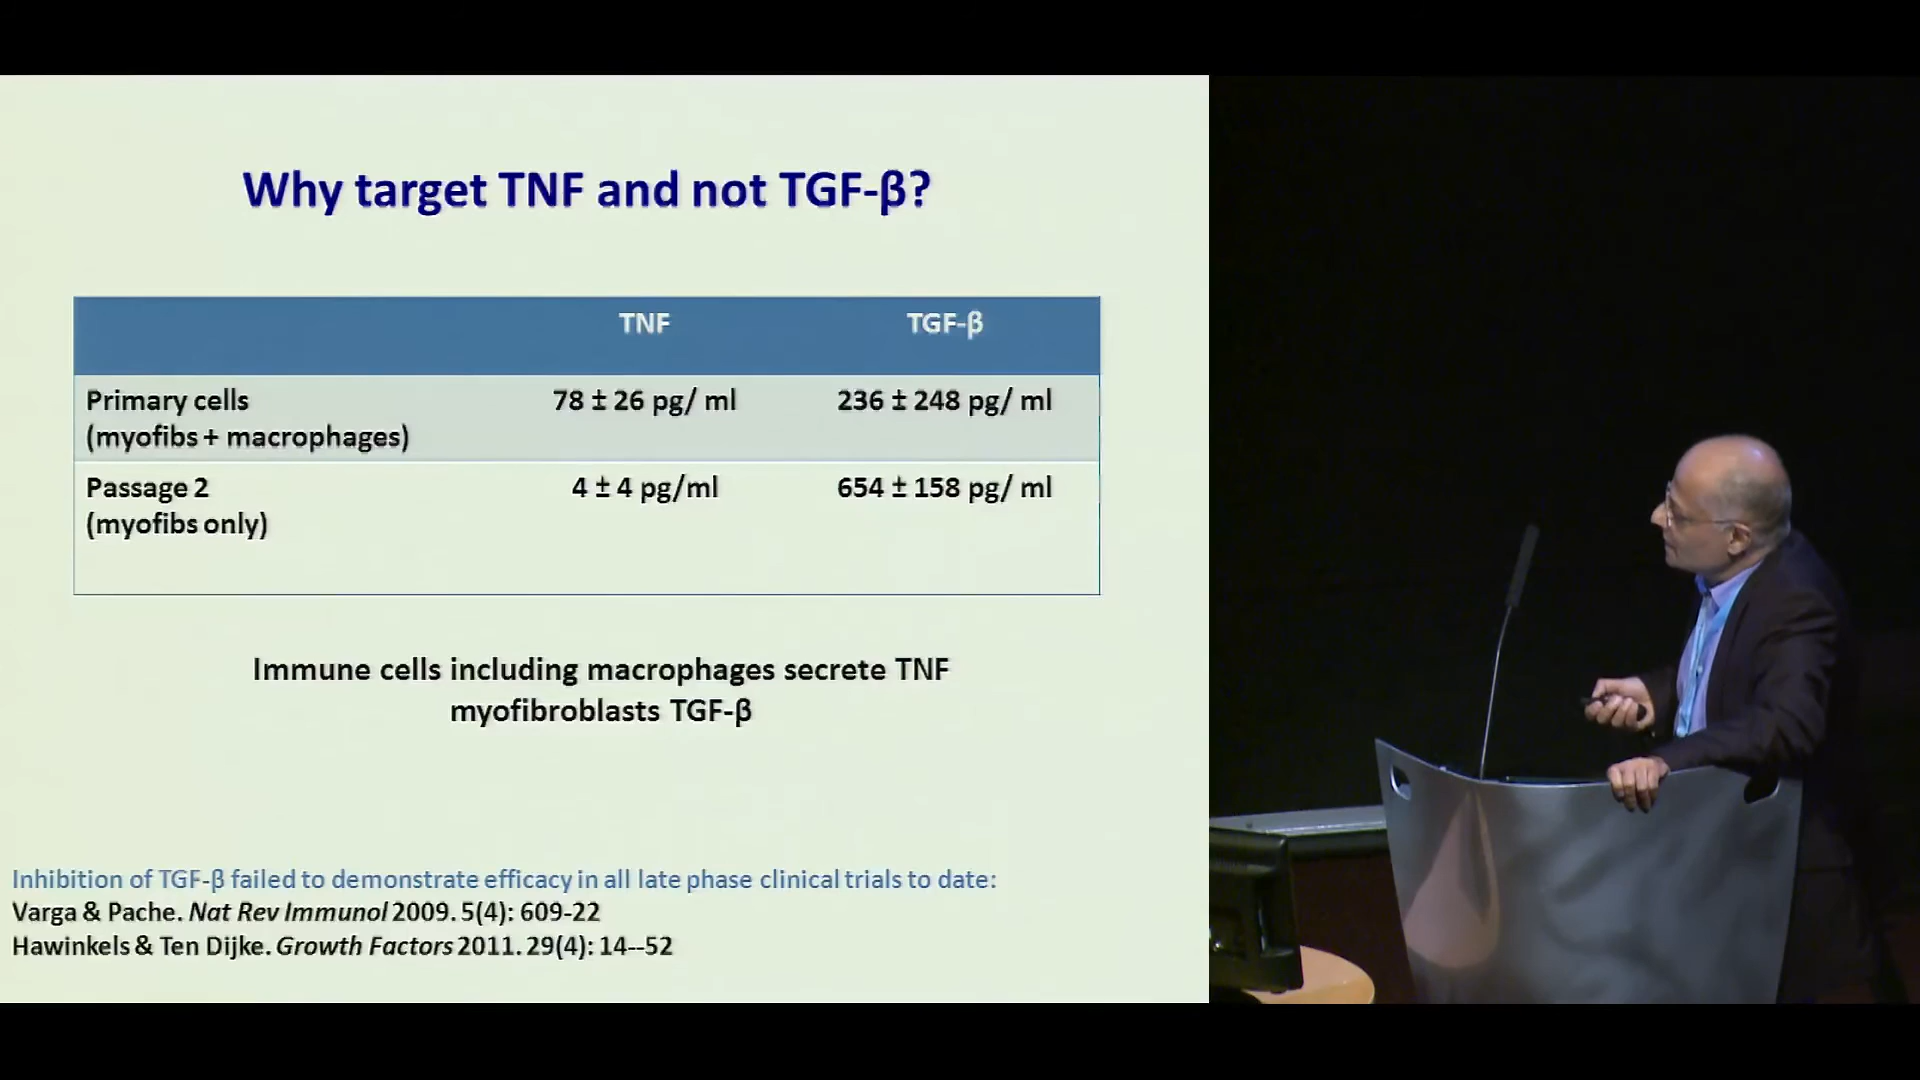 Why target TNF and not TGF-β?
TNF TGF-β
Primary cells 78 ± 26 pg/ ml 236 ± 248 pg/ ml
(myofibs + macrophages)
Passage 2 4 ± 4 pg/ml 654 ± 158 pg/ ml
(myofibs only)
Immune cells including macrophages secrete TNF
myofibroblasts TGF-β
Inhibition of TGF-β failed to demonstrate efficacy in all late phase clinical trials to date:
Varga & Pache. Nat Rev Immunol 2009. 5(4): 609-22
Hawinkels & Ten Dijke. Growth Factors 2011. 29(4): 14--52